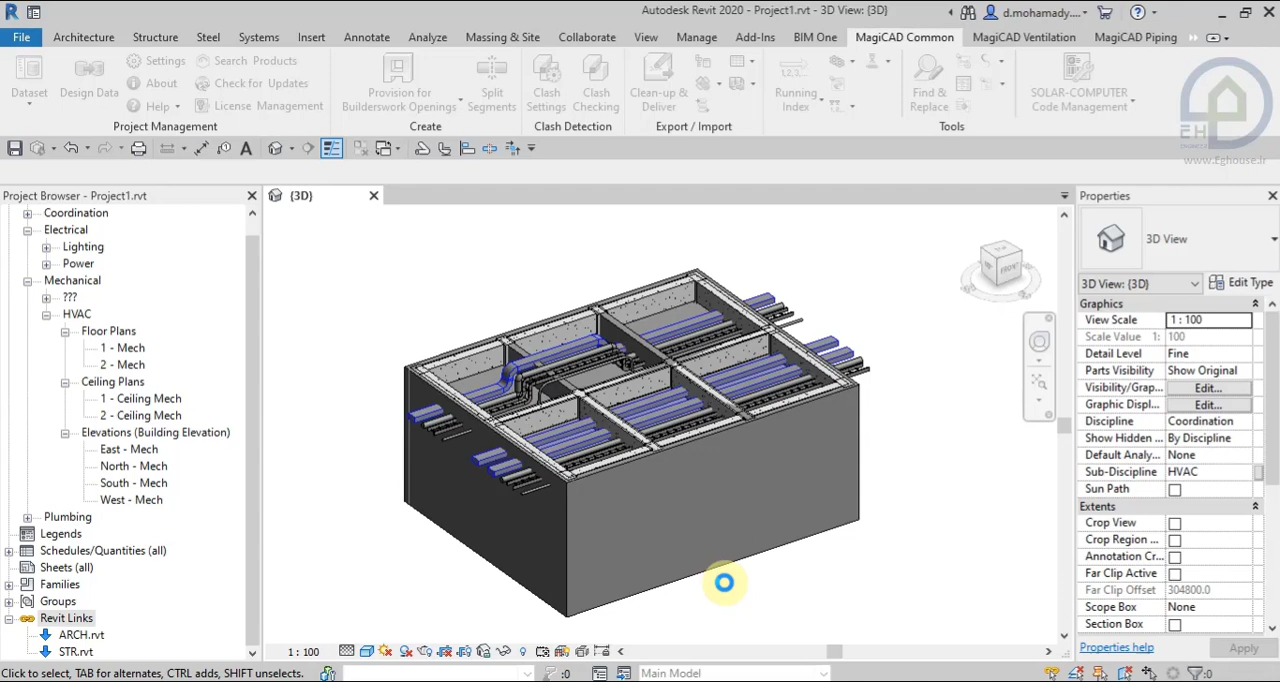 Autodesk Revit 2020 - Project1.rvt - 3D View: {3D}
d.mohamady....
File Architecture Structure Steel Systems Insert Annotate Analyze Massing & Site Collaborate View Manage Add-Ins BIM One MagiCAD Common MagiCAD Ventilation MagiCAD Piping
Dataset
Design Data
Settings
About
Help
Search Products
Check for Updates
License Management
Project Management
Provision for
Builderswork Openings
Split
Segments
Create
Clash
Settings
Clash
Checking
Clash Detection
Clean-up &
Deliver
Export / Import
Running
Index
Find &
Replace
Tools
SOLAR-COMPUTER
Code Management
EH
www.Eghouse.ir
Project Browser - Project1.rvt
Coordination
Electrical
Lighting
Power
Mechanical
???
HVAC
Floor Plans
1 - Mech
2 - Mech
Ceiling Plans
1 - Ceiling Mech
2 - Ceiling Mech
Elevations (Building Elevation)
East - Mech
North - Mech
South - Mech
West - Mech
Plumbing
Legends
Schedules/Quantities (all)
Sheets (all)
Families
Groups
Revit Links
ARCH.rvt
STR.rvt
{3D}
FRONT
1 : 100
Properties
3D View
3D View: {3D}
Edit Type
Graphics
View Scale 1 : 100
Scale Value 1: 100
Detail Level Fine
Parts Visibility Show Original
Visibility/Grap... Edit...
Graphic Displ... Edit...
Discipline Coordination
Show Hidden ... By Discipline
Default Analy... None
Sub-Discipline HVAC
Sun Path
Extents
Crop View
Crop Region ...
Annotation Cr...
Far Clip Active
Far Clip Offset 304800.0
Scope Box None
Section Box
Properties help
Apply
Click to select, TAB for alternates, CTRL adds, SHIFT unselects.
:0
Main Model
:0